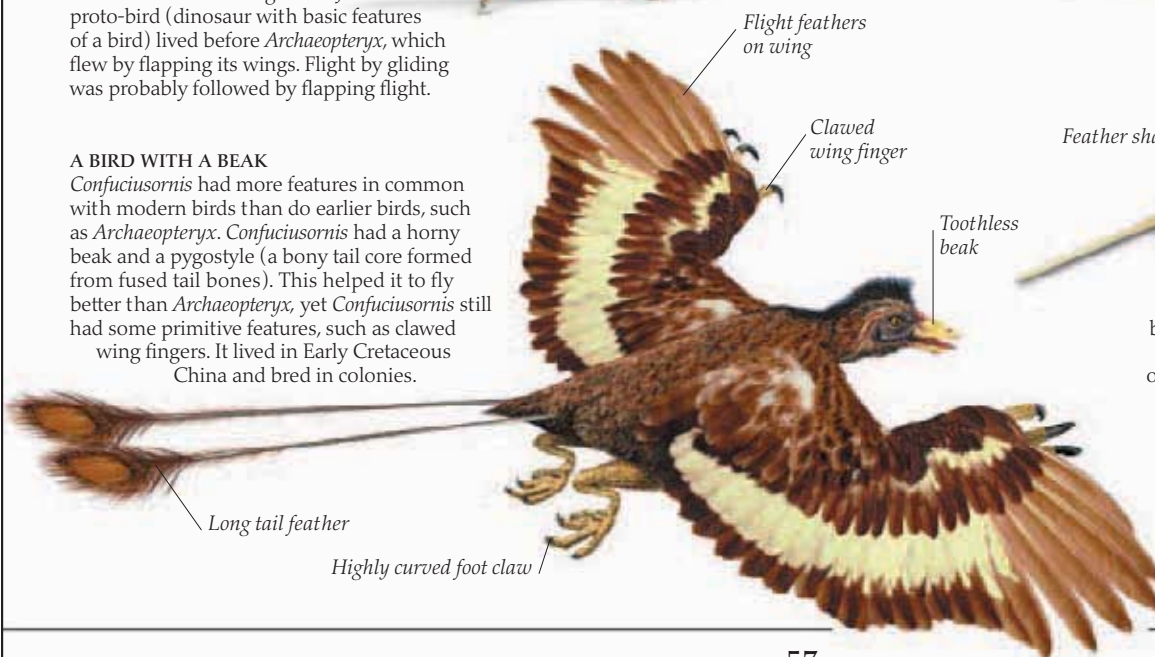 proto-bird (dinosaur with basic features
of a bird) lived before Archaeopteryx, which
flew by flapping its wings. Flight by gliding
was probably followed by flapping flight.
A BIRD WITH A BEAK
Confuciusornis had more features in common
with modern birds than do earlier birds, such
as Archaeopteryx. Confuciusornis had a horny
beak and a pygostyle (a bony tail core formed
from fused tail bones). This helped it to fly
better than Archaeopteryx, yet Confuciusornis still
had some primitive features, such as clawed
wing fingers. It lived in Early Cretaceous
China and bred in colonies.
Flight feathers
on wing
Clawed
wing finger
Feather
Toothless
beak
Long tail feather
Highly curved foot claw